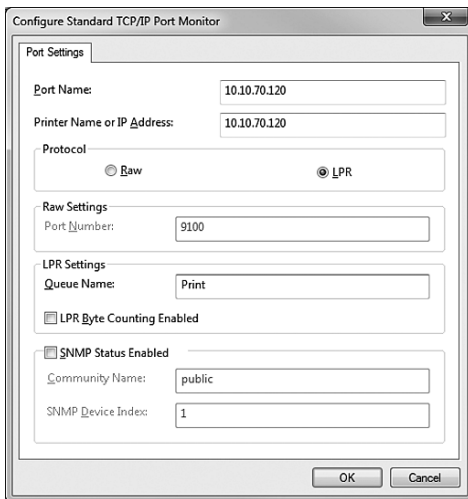 Configure Standard TCP/IP Port Monitor
Port Settings
Port Name: 10.10.70.120
Printer Name or IP Address: 10.10.70.120
Protocol
Raw LPR
Raw Settings
Port Number: 9100
LPR Settings
Queue Name: Print
LPR Byte Counting Enabled
SNMP Status Enabled
Community Name: public
SNMP Device Index: 1
OK Cancel